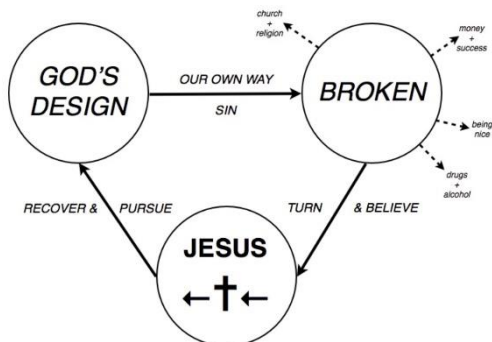 GOD'S
DESIGN
OUR OWN WAY
SIN
BROKEN
church
+
religion
money
+
success
being
nice
drugs
+
alcohol
RECOVER & PURSUE
TURN & BELIEVE
JESUS